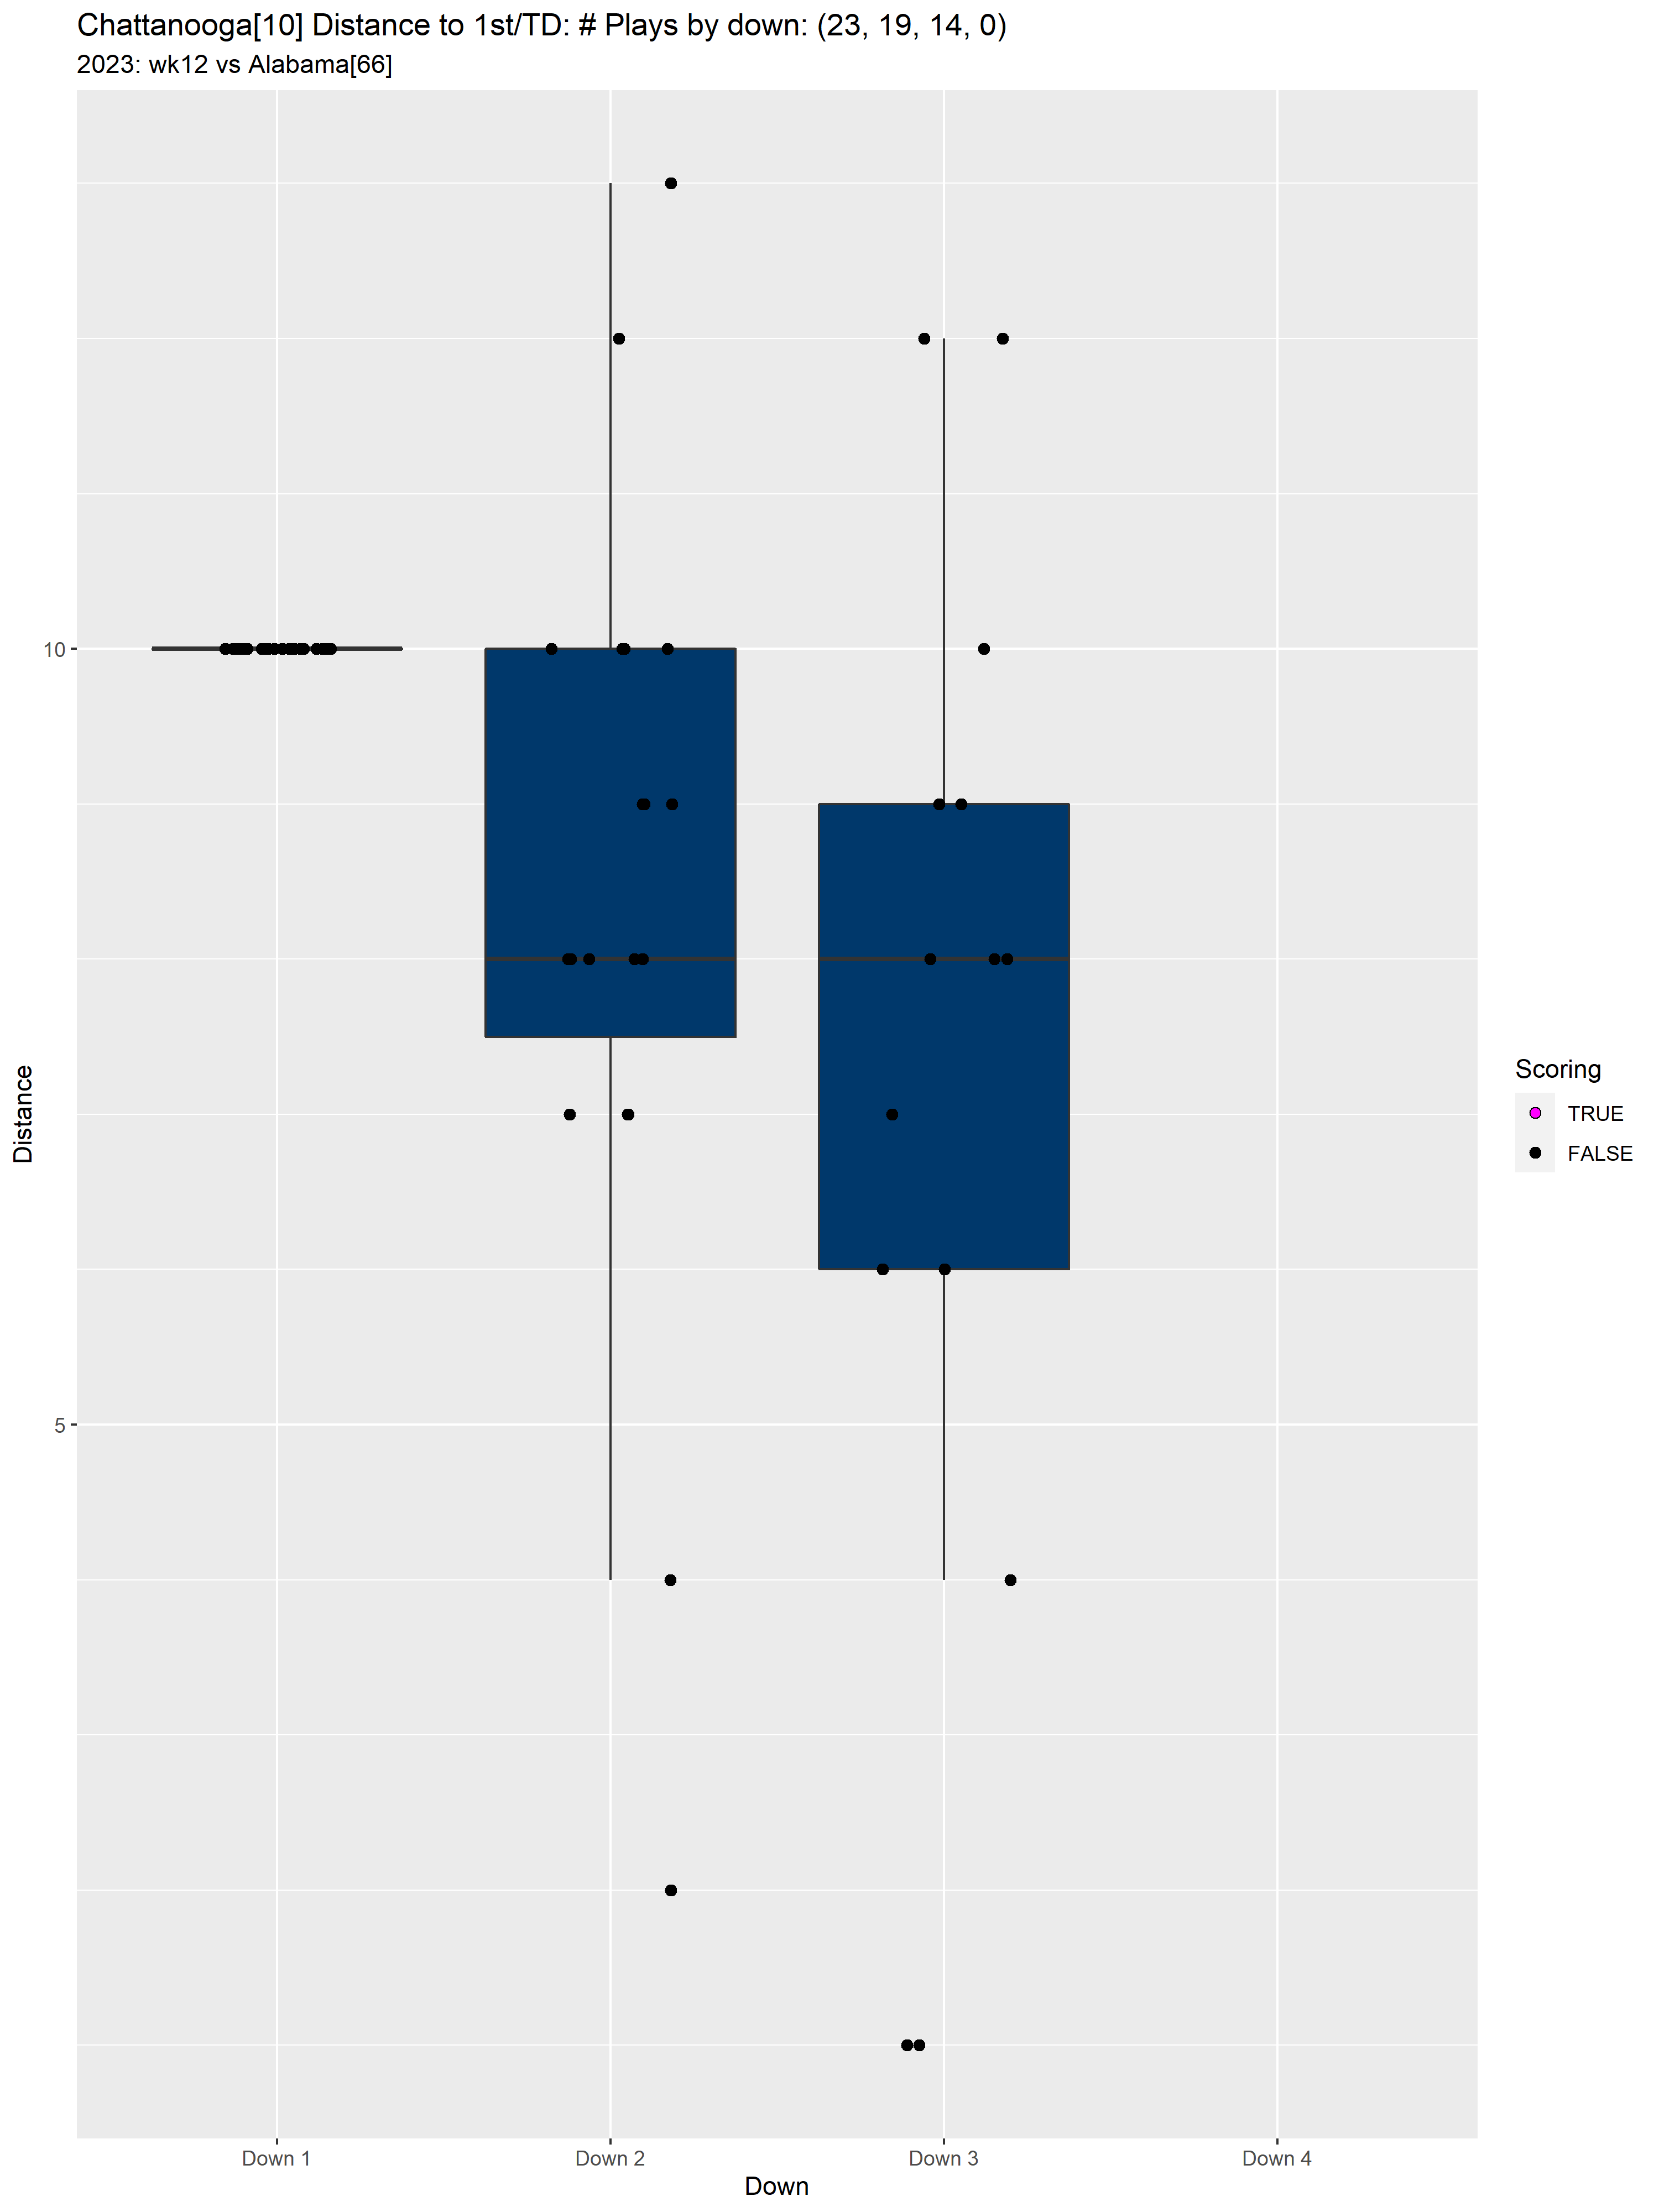 Chattanooga[10] Distance to 1st/TD: # Plays by down: (23, 19, 14, 0)
2023: wk12 vs Alabama[66]
10
5
Distance
Down 1
Down 2
Down 3
Down 4
Down
Scoring
TRUE
FALSE